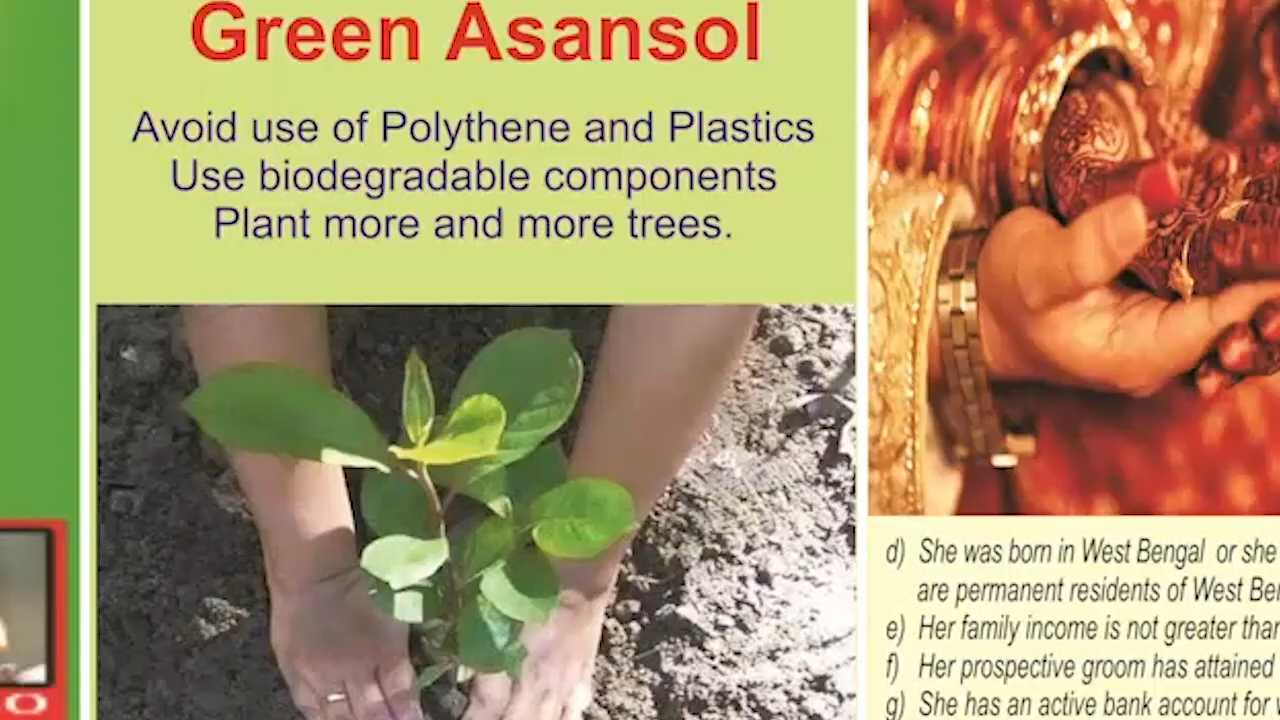 Green Asansol
Avoid use of Polythene and Plastics
Use biodegradable components
Plant more and more trees.
d) She was born in West Bengal or she
are permanent residents of West
e) Her family income is not greater than
f) Her prospective groom has attained
g) She has an active bank account for